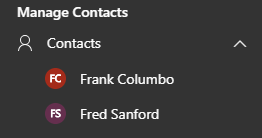 Manage Contacts
Contacts
FC Frank Columbo
FS Fred Sanford